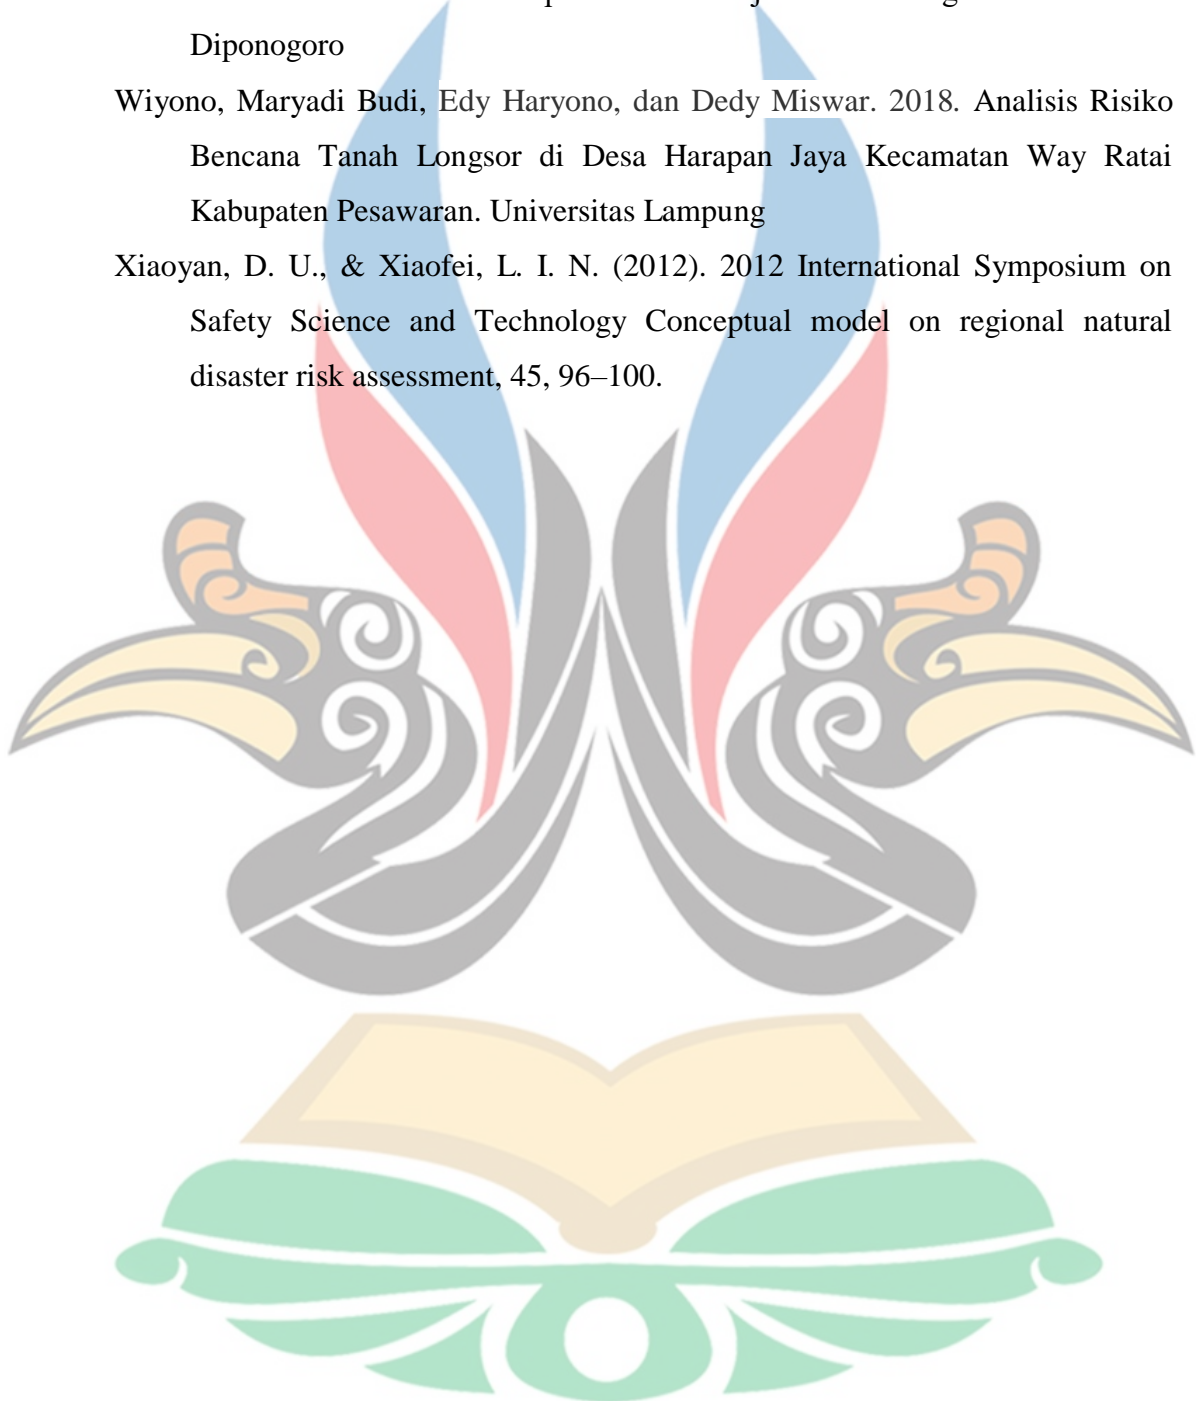 Diponogoro
Wiyono, Maryadi Budi, Edy Haryono, dan Dedy Miswar. 2018. Analisis Risiko
Bencana Tanah Longsor di Desa Harapan Jaya Kecamatan Way Ratai
Kabupaten Pesawaran. Universitas Lampung
Xiaoyan, D. U., & Xiaofei, L. I. N. (2012). 2012 International Symposium on
Safety Science and Technology Conceptual model on regional natural
disaster risk assessment, 45, 96–100.